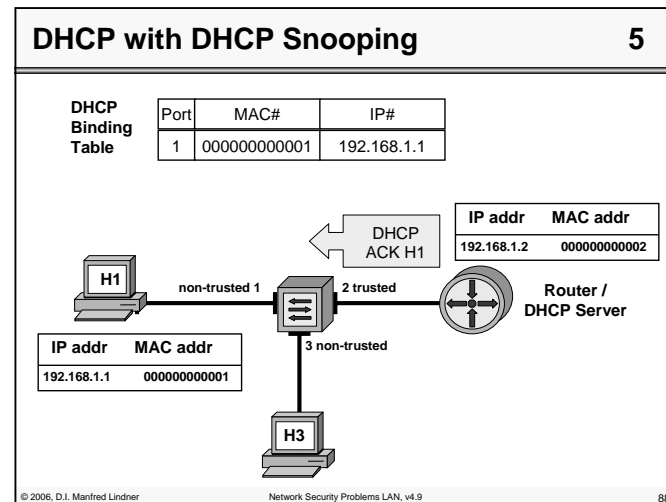 DHCP with DHCP Snooping 5
DHCP
Binding
Table
Port MAC# IP#
1 000000000001 192.168.1.1
DHCP
ACK H1
IP addr MAC addr
192.168.1.2 000000000002
H1
non-trusted 1
2 trusted
Router /
DHCP Server
3 non-trusted
IP addr MAC addr
192.168.1.1 000000000001
H3
© 2006, D.I. Manfred Lindner
Network Security Problems LAN, v4.9
88